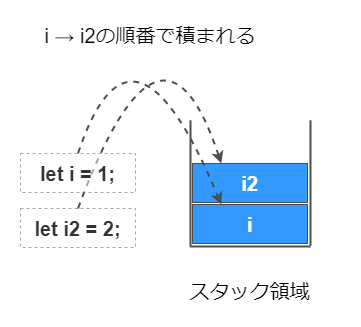 i → i2の順番で積まれる
let i = 1;
let i2 = 2;
i2
i
スタック領域